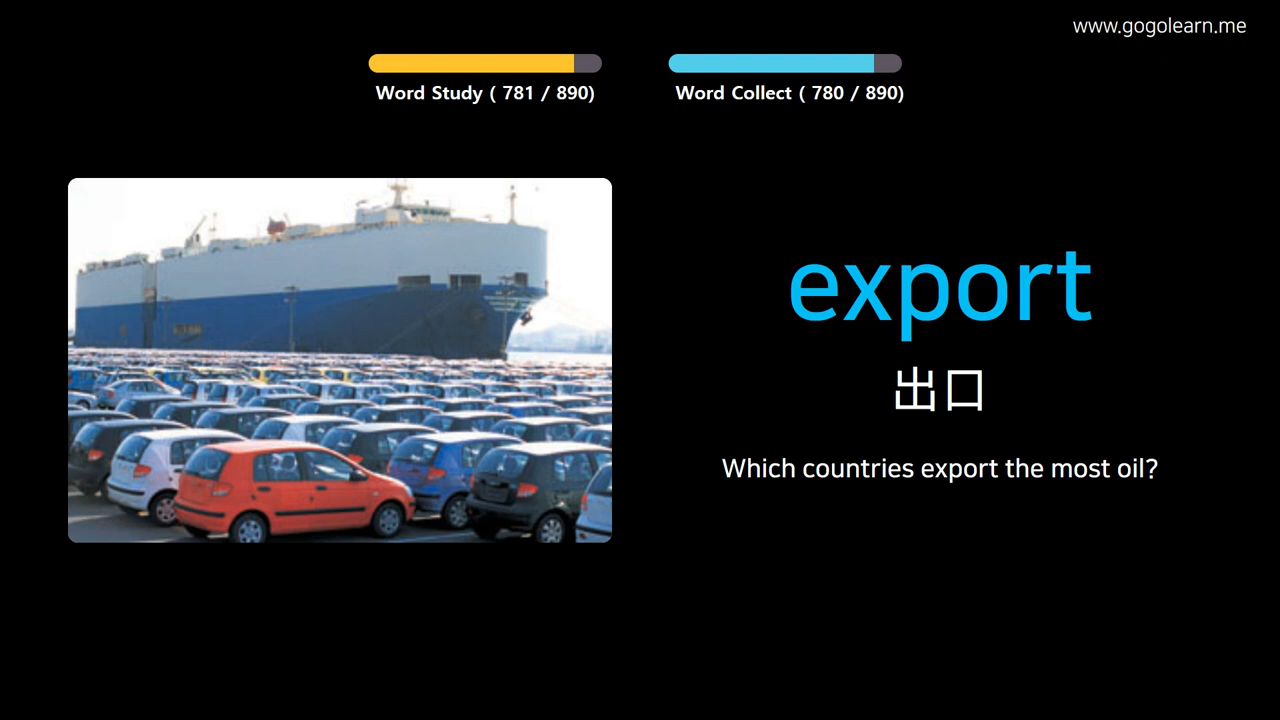 www.gogolearn.me
Word Study ( 781 / 890)
Word Collect ( 780 / 890)
export
出口
Which countries export the most oil?